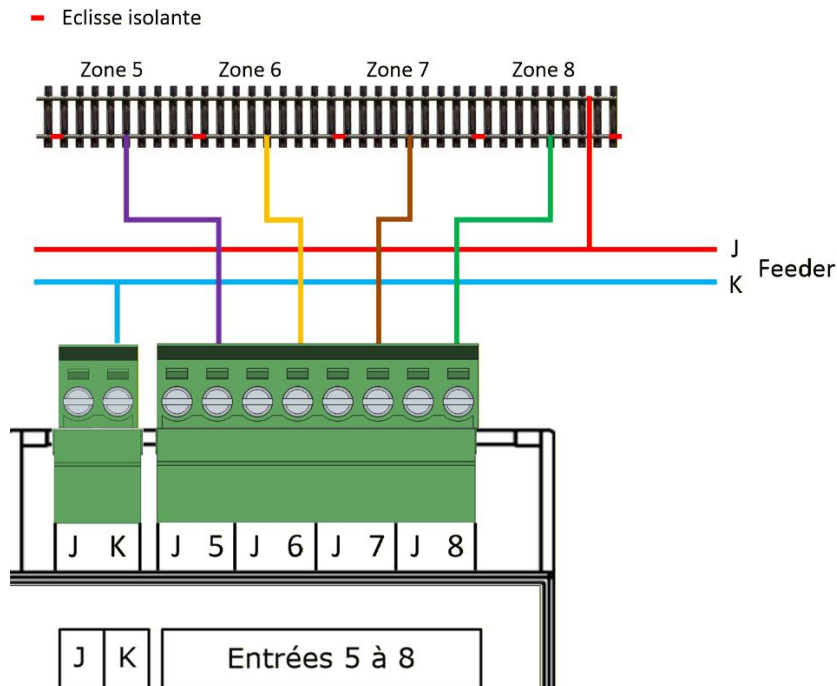 Eclisse isolante
Zone 5 Zone 6 Zone 7 Zone 8
J
Feeder
K
J K J 5 J 6 J 7 J 8
J K Entrées 5 à 8